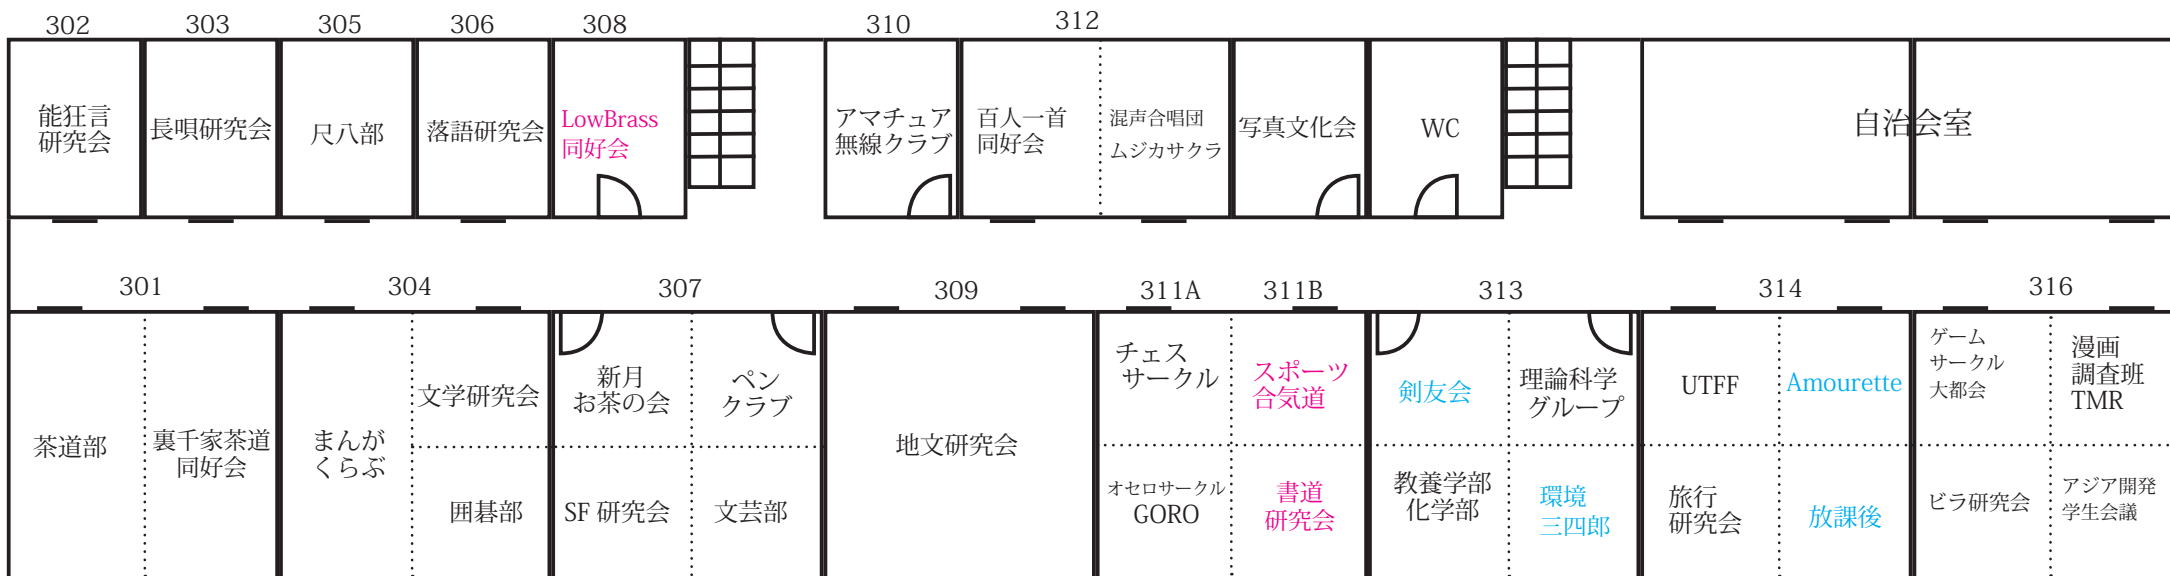 302
303
305
306
308
310
312
能狂言
研究会
長唄研究会
尺八部
落語研究会
LowBrass
同好会
アマチュア
無線クラブ
百人一首
同好会
混声合唱団
ムジカサクラ
写真文化会
WC
自治会室
301
304
307
309
311A
311B
313
314
316
茶道部
裏千家茶道
同好会
まんが
くらぶ
文学研究会
囲碁部
新月
お茶の会
ペン
クラブ
SF 研究会
文芸部
地文研究会
チェス
サークル
スポーツ
合気道
オセロサークル
GORO
書道
研究会
剣友会
理論科学
グループ
教養学部
化学部
環境
三四郎
UTFF
Amourette
旅行
研究会
放課後
ゲーム
サークル
大都会
漫画
調査班
TMR
ビラ研究会
アジア開発
学生会議